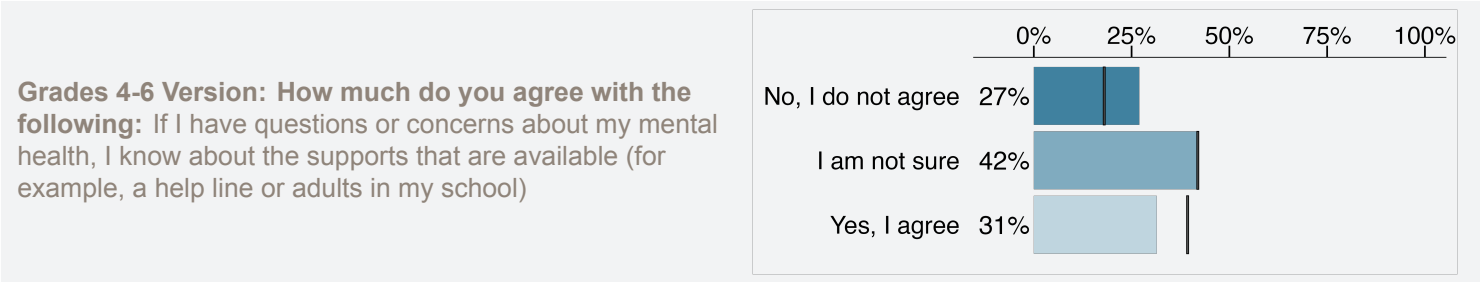 Grades 4-6 Version: How much do you agree with the
following: If I have questions or concerns about my mental
health, I know about the supports that are available (for
example, a help line or adults in my school)
0% 25% 50% 75% 100%
No, I do not agree 27%
I am not sure 42%
Yes, I agree 31%